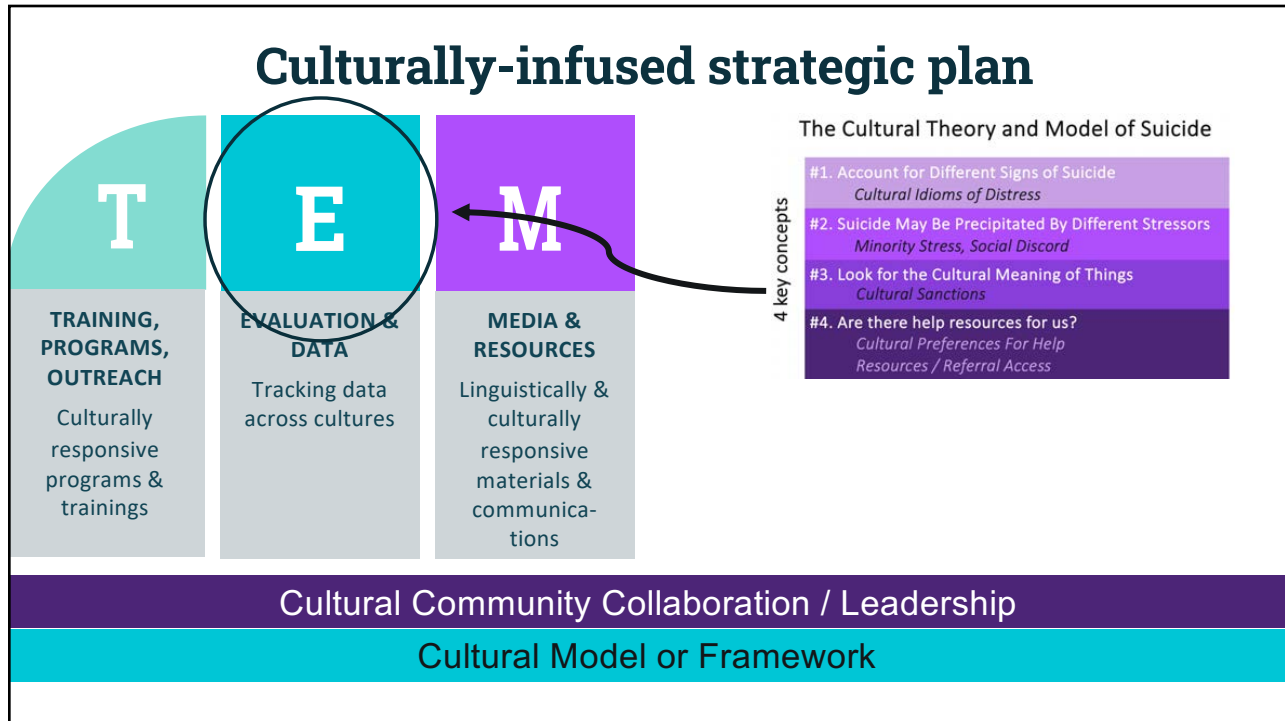 Culturally-infused strategic plan
T
E
M
TRAINING,
PROGRAMS,
OUTREACH
Culturally
responsive
programs &
trainings
EVALUATION &
DATA
Tracking data
across cultures
MEDIA &
RESOURCES
Linguistically &
culturally
responsive
materials &
communica-
tions
The Cultural Theory and Model of Suicide
4 key concepts
#1. Account for Different Signs of Suicide
Cultural Idioms of Distress
#2. Suicide May Be Precipitated By Different Stressors
Minority Stress, Social Discord
#3. Look for the Cultural Meaning of Things
Cultural Sanctions
#4. Are there help resources for us?
Cultural Preferences For Help
Resources / Referral Access
Cultural Community Collaboration / Leadership
Cultural Model or Framework